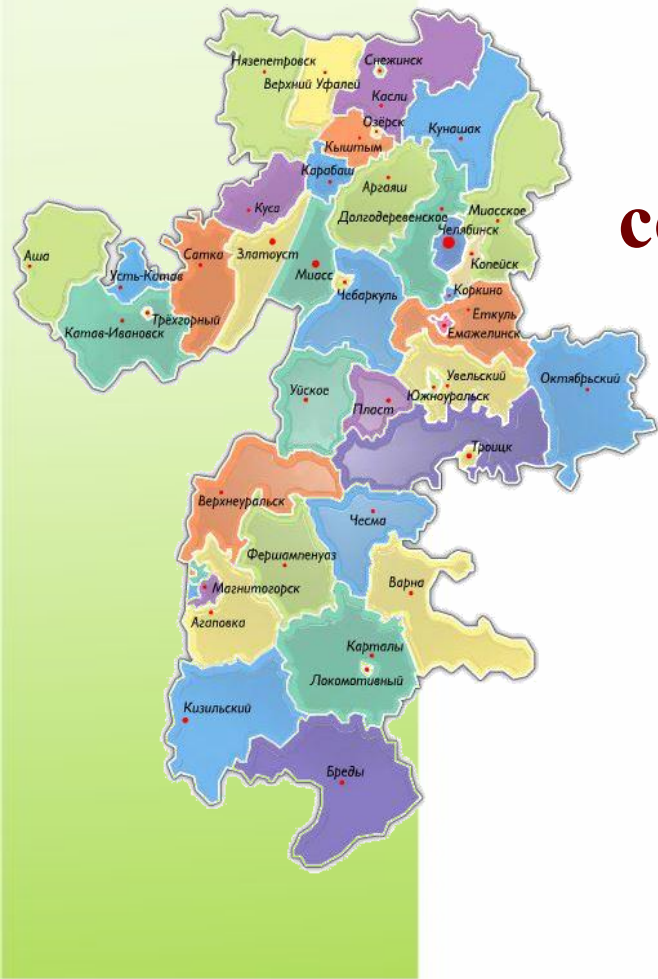 Нязепетровск
Верхний Уфалей
Снежинск
Касли
Озёрск
Кунашак
Кыштым
Карабаш
Аргаяш
Куса
Долгодеревенское
Миасское
Челябинск
Аша
Сатка
Златоуст
Миасс
Копейск
Усть-Катав
Чебаркуль
Коркино
Трёхгорный
Еткуль
Катав-Ивановск
Емажелинск
Уйское
Увельский
Октябрьский
Пласт
Южноуральск
Троицк
Верхнеуральск
Чесма
Фершампенуаз
Магнитогорск
Варна
Агаповка
Карталы
Локомотивный
Кизильский
Бреды